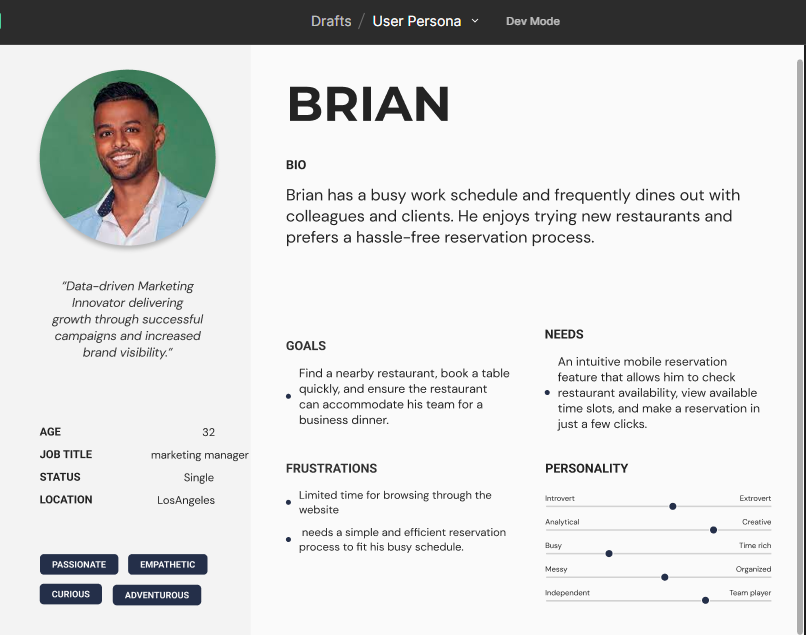 Drafts / User Persona
Dev Mode
BRIAN
BIO
Brian has a busy work schedule and frequently dines out with
colleagues and clients. He enjoys trying new restaurants and
prefers a hassle-free reservation process.
“Data-driven Marketing
Innovator delivering
growth through successful
campaigns and increased
brand visibility.”
AGE 32
JOB TITLE marketing manager
STATUS Single
LOCATION LosAngeles
PASSIONATE EMPATHETIC
CURIOUS ADVENTUROUS
GOALS
Find a nearby restaurant, book a table
quickly, and ensure the restaurant
can accommodate his team for a
business dinner.
NEEDS
An intuitive mobile reservation
feature that allows him to check
restaurant availability, view available
time slots, and make a reservation in
just a few clicks.
FRUSTRATIONS
Limited time for browsing through the
website
needs a simple and efficient reservation
process to fit his busy schedule.
PERSONALITY
Introvert Extrovert
Analytical Creative
Busy Time rich
Messy Organized
Independent Team player